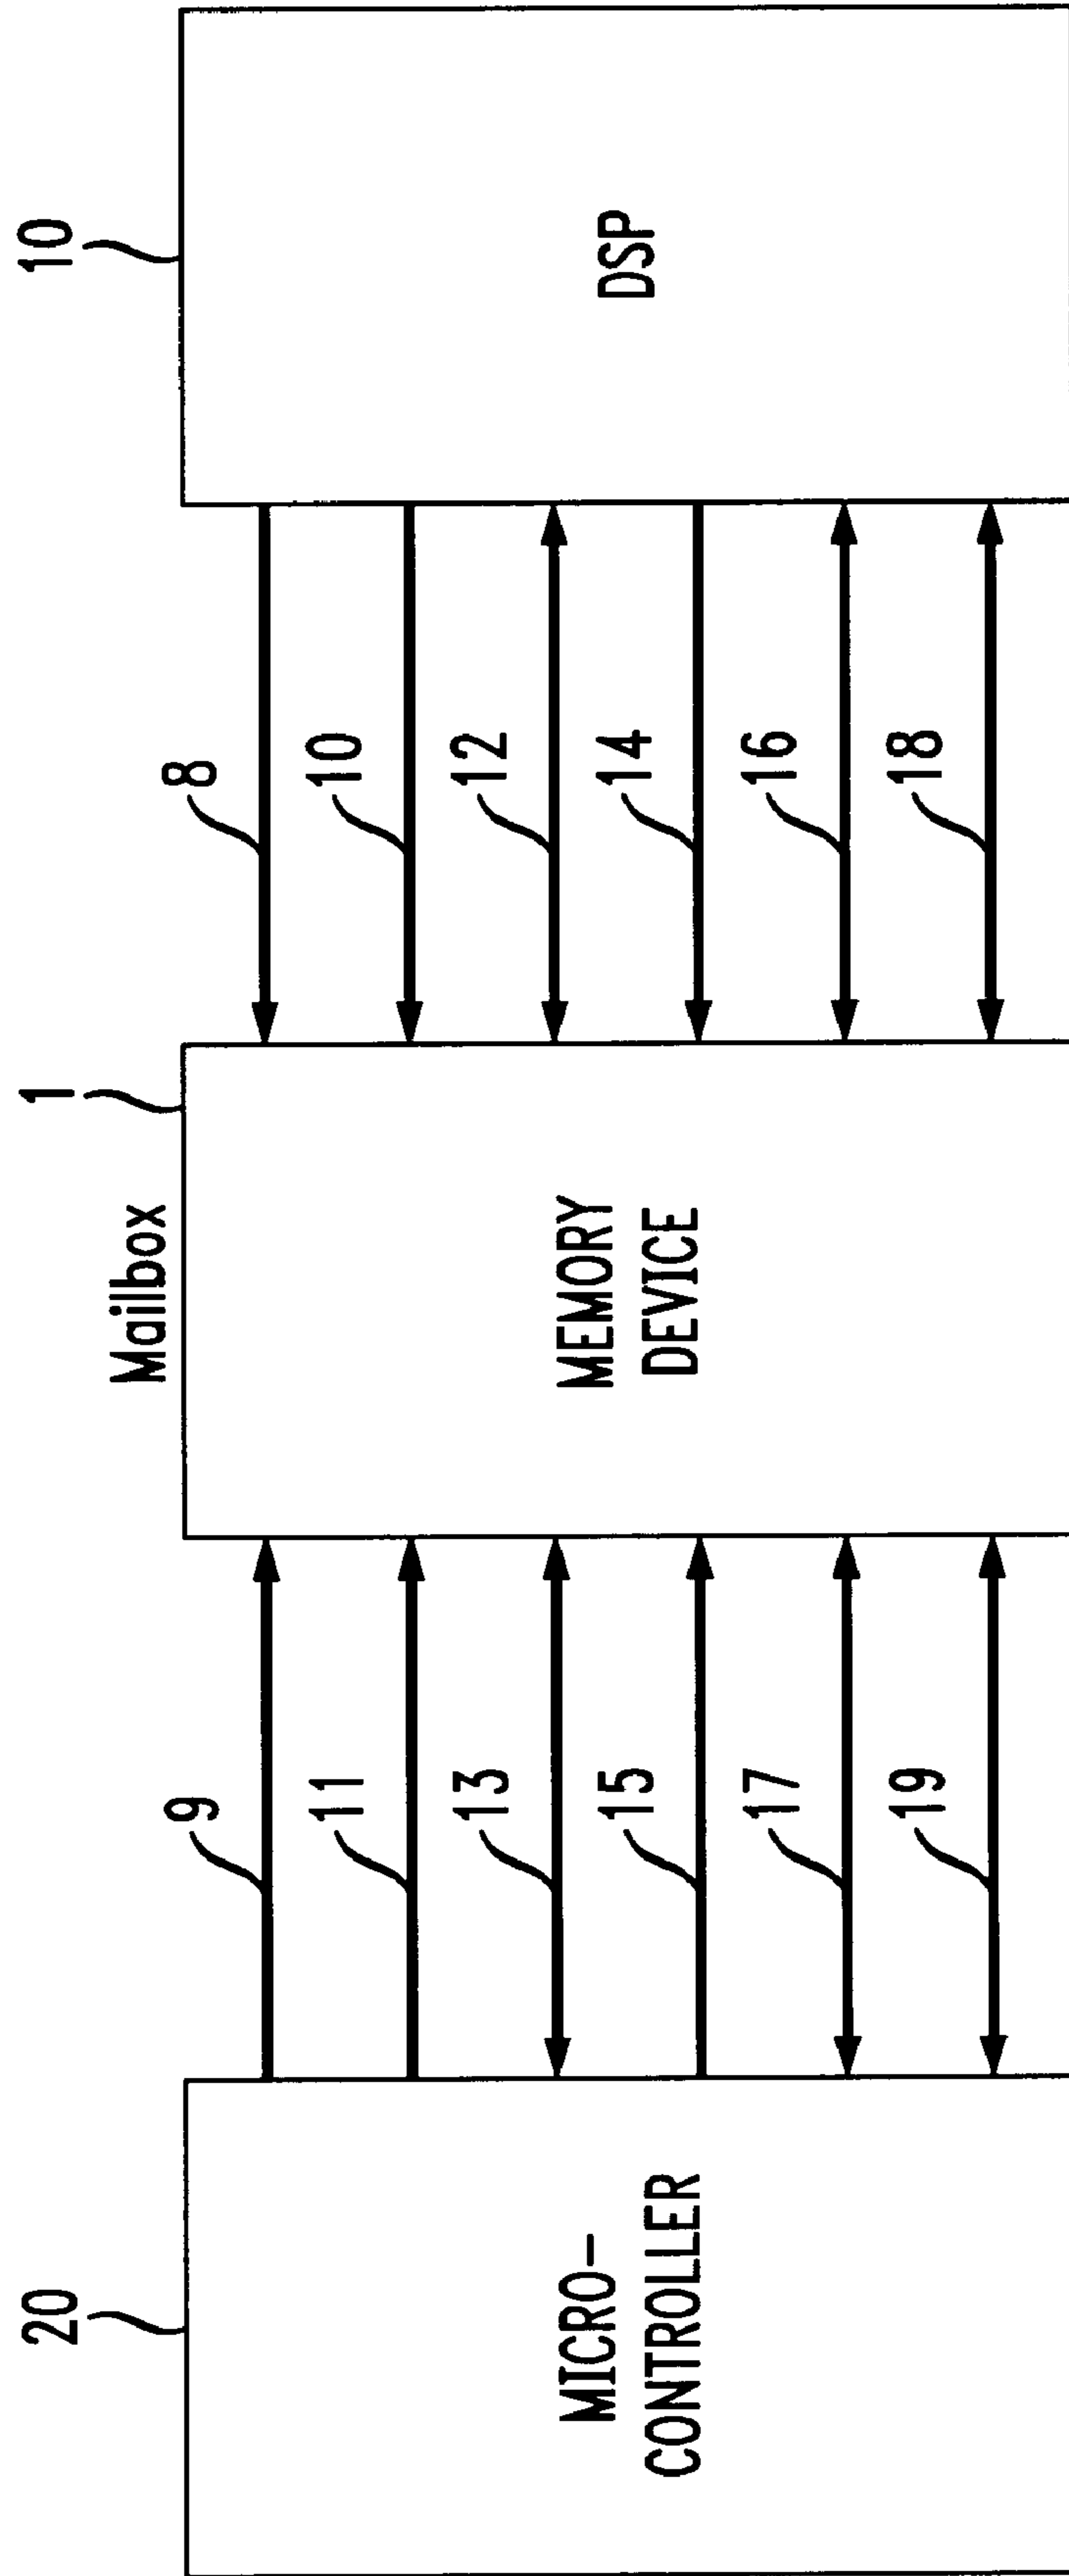 20
Mailbox
1
10
MICRO-
CONTROLLER
MEMORY
DEVICE
DSP
9
11
13
15
17
19
8
10
12
14
16
18